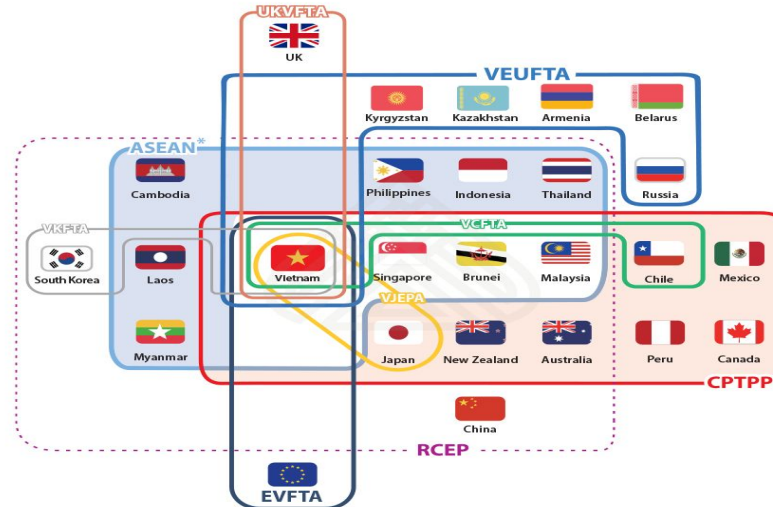 UKVFTA
UK
VEUFTA
Kyrgyzstan
Kazakhstan
Armenia
Belarus
ASEAN*
Cambodia
Philippines
Indonesia
Thailand
Russia
VKFTA
VCFTA
South Korea
Laos
Vietnam
Singapore
Brunei
Malaysia
Chile
Mexico
VJEPA
Myanmar
Japan
New Zealand
Australia
Peru
Canada
CPTPP
China
RCEP
EVFTA